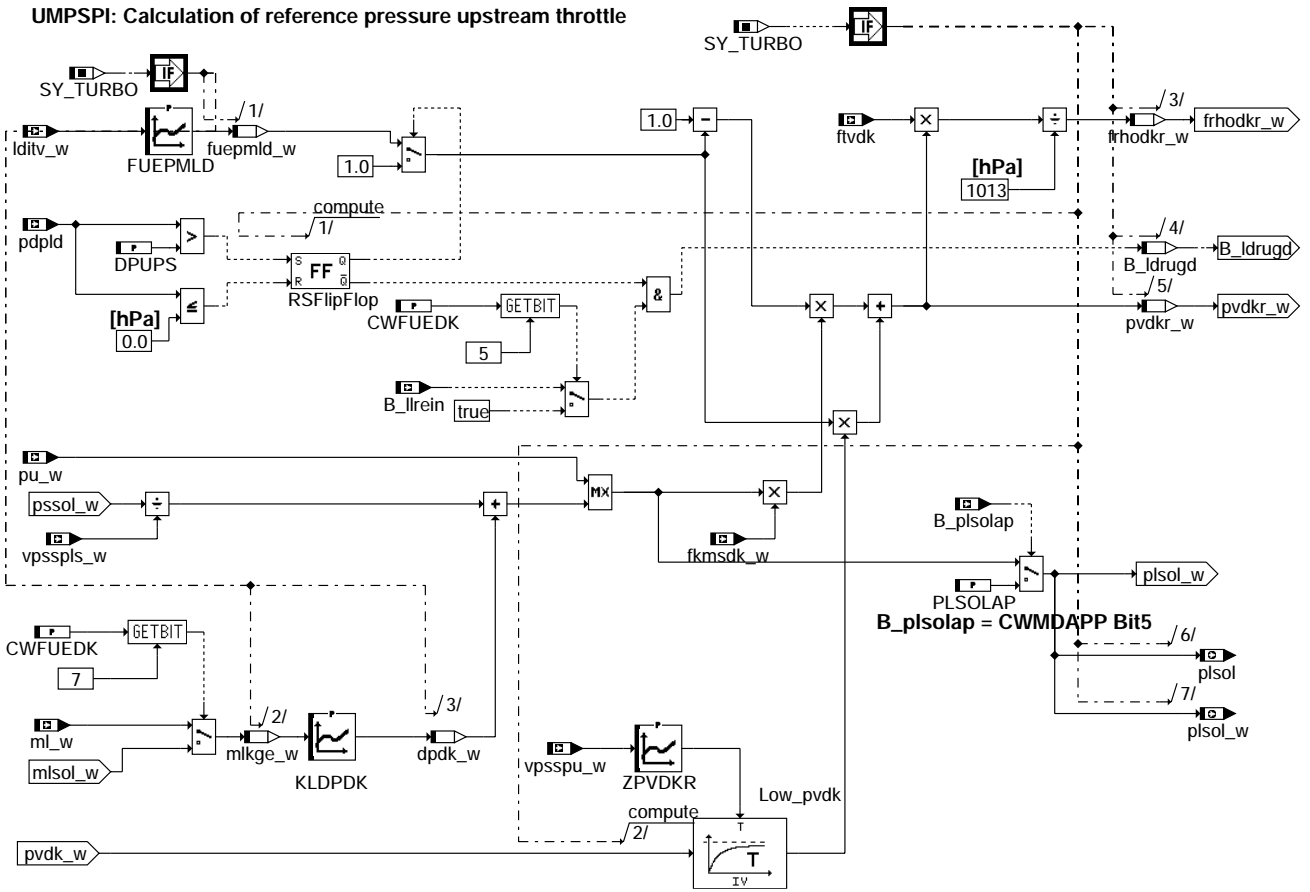 UMPSPI: Calculation of reference pressure upstream throttle
SY_TURBO
IF
SY_TURBO
IF
P
lditv_w
FUEPMLD
/1/
fuepmld_w
1.0
1.0
-
ftvdk
×
÷
/3/
frhodkr_w
frhodkr_w
[hPa]
1013
compute
1/
pdpld
P
DPUPS
>
≤
[hPa]
0.0
S
R
FF
Q
Q
RSFlipFlop
P
CWFUEDK
GETBIT
5
&
/4/
B_ldrugd
B_ldrugd
/5/
pvdkr_w
pvdkr_w
×
+
B_llrein
true
×
pu_w
pssol_w
÷
vpsspls_w
+
MX
×
fkmsdk_w
B_plsolap
P
PLSOLAP
plsol_w
B_plsolap = CWMDAPP Bit5
/6/
plsol
/7/
plsol_w
P
CWFUEDK
GETBIT
7
ml_w
mlsol_w
/2/
mlkge_w
P
KLDPDK
/3/
dpdk_w
vpsspu_w
P
ZPVDKR
Low_pvdk
compute
2/
T
T
IV
pvdk_w